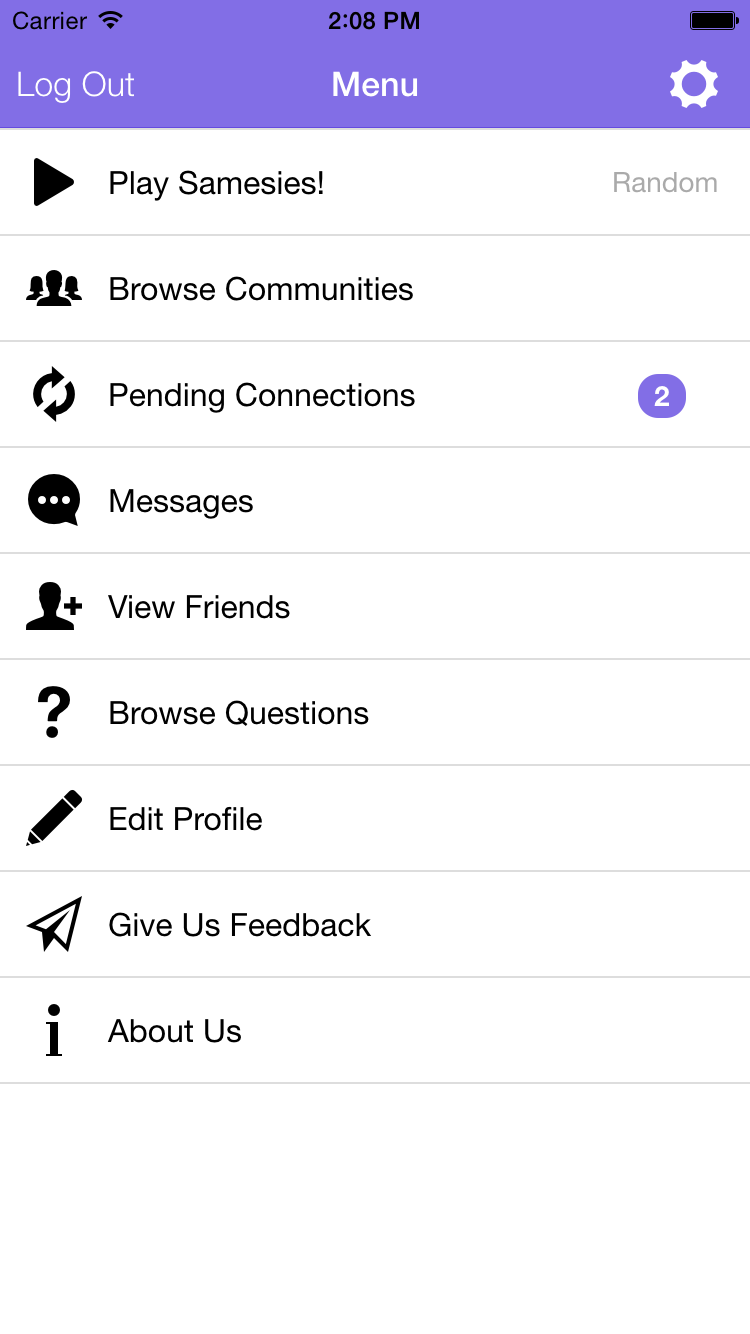 Carrier 2:08 PM
Log Out Menu
Play Samesies! Random
Browse Communities
Pending Connections 2
Messages
View Friends
Browse Questions
Edit Profile
Give Us Feedback
About Us